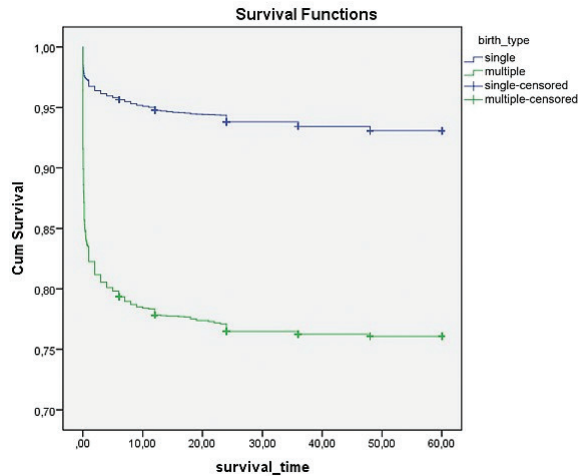 Survival Functions
birth_type
single
multiple
single-censored
multiple-censored
Cum Survival
1,00
0,95
0,90
0,85
0,80
0,75
0,70
,00
10,00
20,00
30,00
40,00
50,00
60,00
survival_time